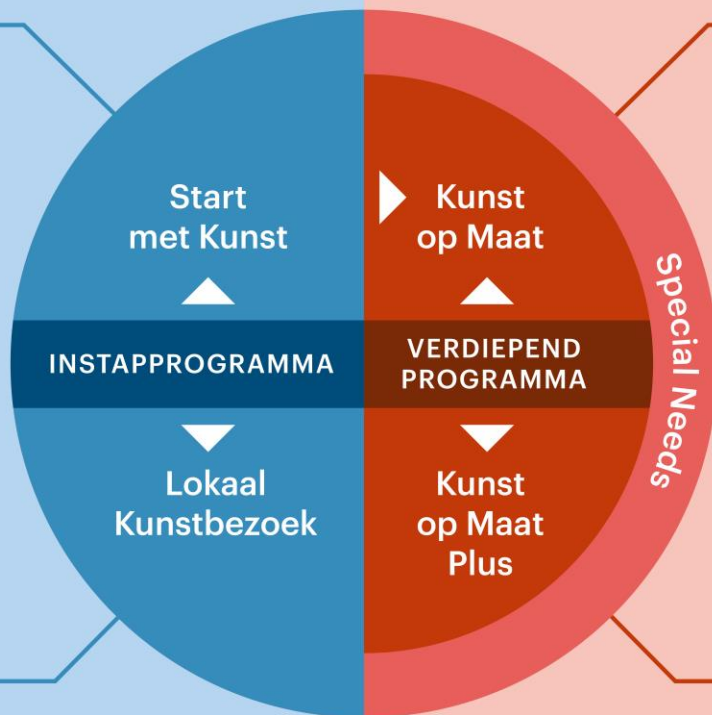 Start
met Kunst
INSTAPPROGRAMMA
Lokaal
Kunstbezoek
Kunst
op Maat
VERDIEPEND
PROGRAMMA
Kunst
op Maat
Plus
Special Needs